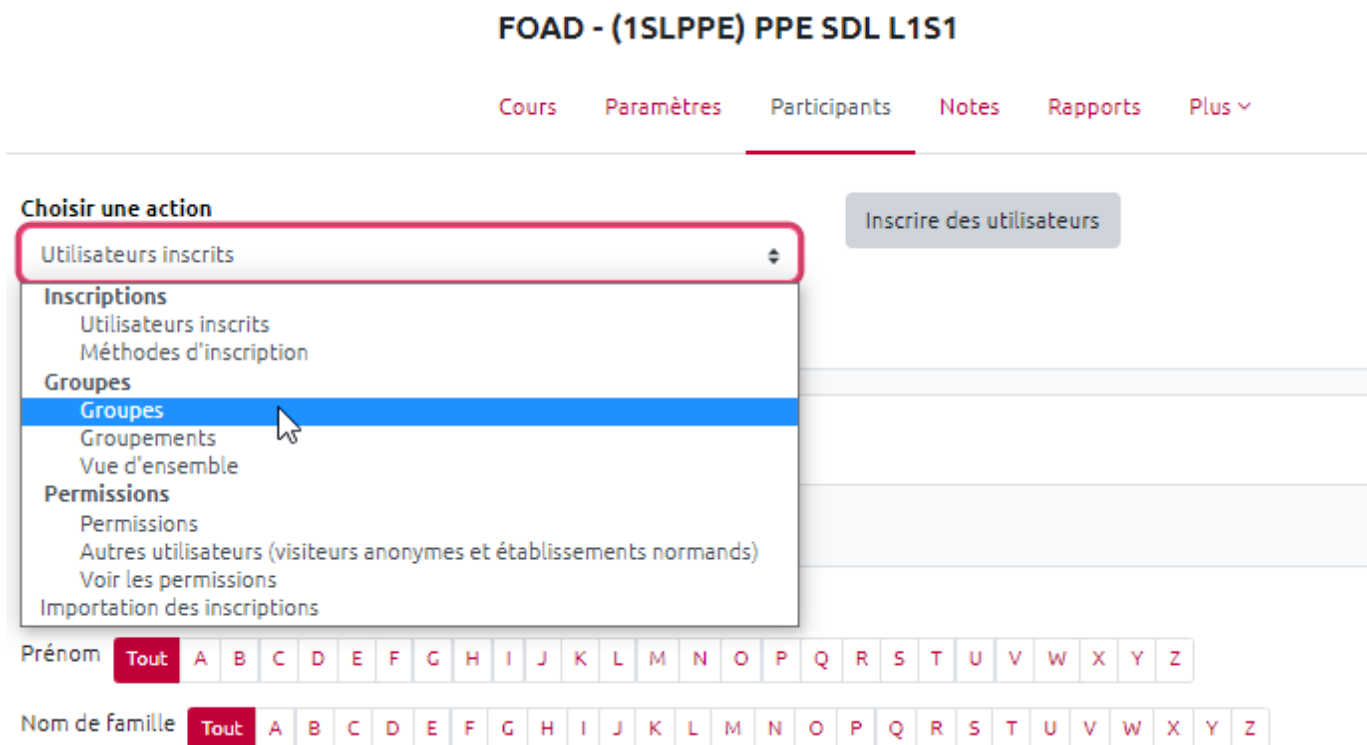 FOAD - (1SLPPE) PPE SDL L1S1
Cours Paramètres Participants Notes Rapports Plus
Choisir une action
Inscrire des utilisateurs
Utilisateurs inscrits
Inscriptions
Utilisateurs inscrits
Méthodes d'inscription
Groupes
Groupes
Groupements
Vue d'ensemble
Permissions
Permissions
Autres utilisateurs (visiteurs anonymes et établissements normands)
Voir les permissions
Importation des inscriptions
Prénom Tout A B C D E F G H I J K L M N O P Q R S T U V W X Y Z
Nom de famille Tout A B C D E F G H I J K L M N O P Q R S T U V W X Y Z